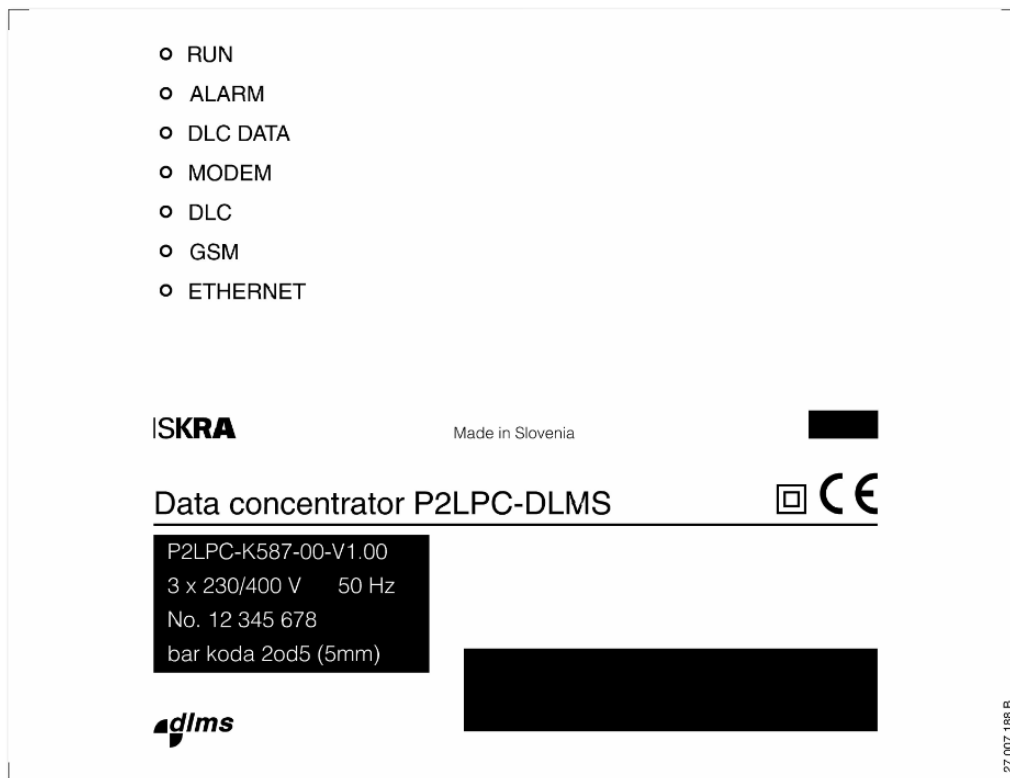 RUN
ALARM
DLC DATA
MODEM
DLC
GSM
ETHERNET
ISKRA
Made in Slovenia
Data concentrator P2LPC-DLMS
CE
P2LPC-K587-00-V1.00
3 x 230/400 V 50 Hz
No. 12 345 678
bar koda 2od5 (5mm)
dlms
27 007 188 B